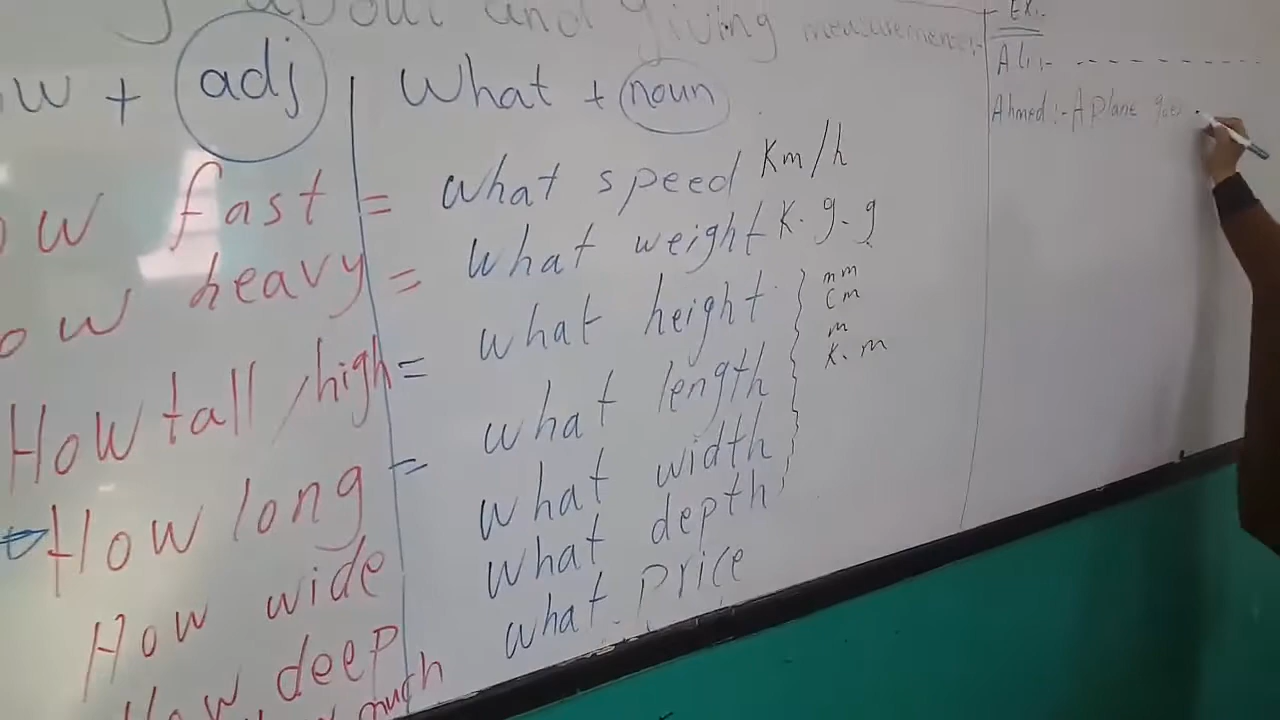 about and giving measurements:-
w + adj | What + noun
ow fast = what speed Km/h
ow heavy = what weight K.g.g
How tall / high = what height mm
cm
m
K.m
How long = what length
How wide what width
How deep what depth
much what price
Ex:
Ali:- - - - - - - - - -
Ahmed:- A plane goes